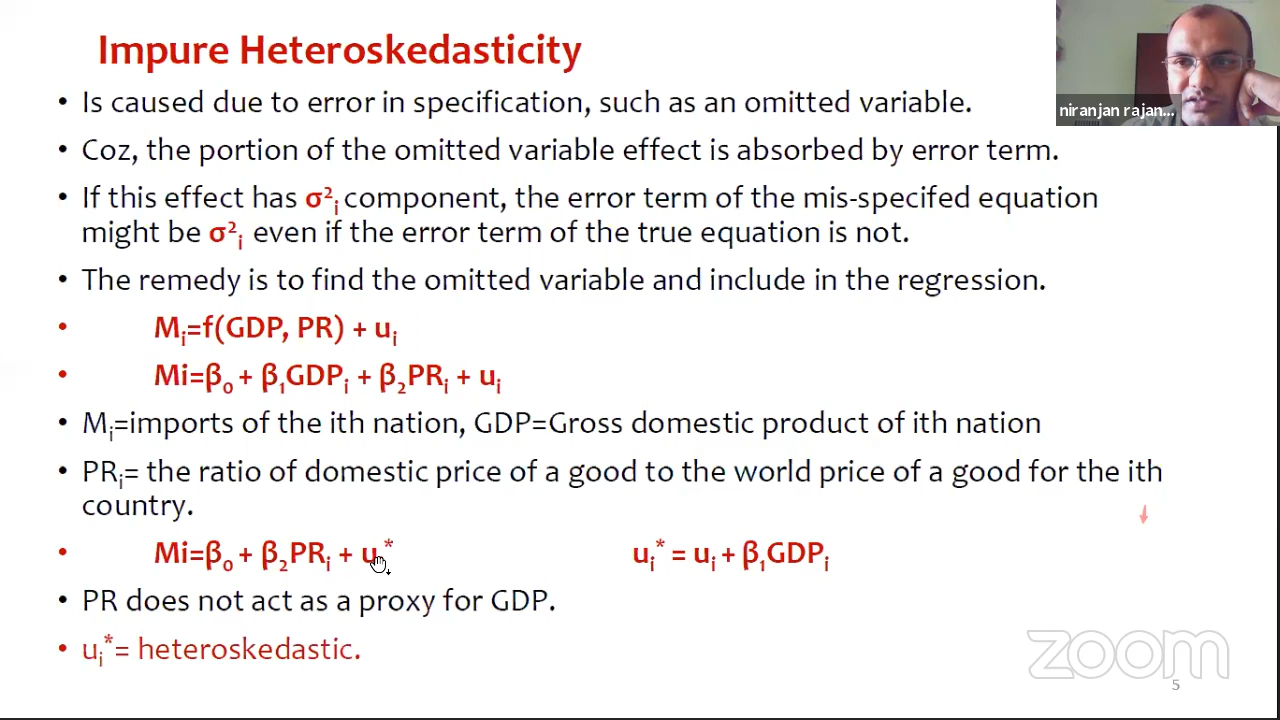 Impure Heteroskedasticity
niranjan rajan...
• Is caused due to error in specification, such as an omitted variable.
• Coz, the portion of the omitted variable effect is absorbed by error term.
• If this effect has σ²ᵢ component, the error term of the mis-specifed equation
might be σ²ᵢ even if the error term of the true equation is not.
• The remedy is to find the omitted variable and include in the regression.
• Mᵢ=f(GDP, PR) + uᵢ
• Mi=β₀ + β₁GDPᵢ + β₂PRᵢ + uᵢ
• Mᵢ=imports of the ith nation, GDP=Gross domestic product of ith nation
• PRᵢ= the ratio of domestic price of a good to the world price of a good for the ith
country.
• Mi=β₀ + β₂PRᵢ + u* uᵢ* = uᵢ + β₁GDPᵢ
• PR does not act as a proxy for GDP.
• uᵢ*= heteroskedastic.
zoom
5